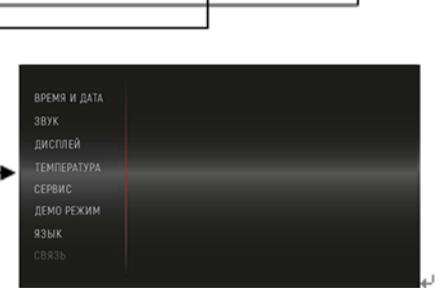 ВРЕМЯ И ДАТА
ЗВУК
ДИСПЛЕЙ
ТЕМПЕРАТУРА
СЕРВИС
ДЕМО РЕЖИМ
ЯЗЫК
СВЯЗЬ